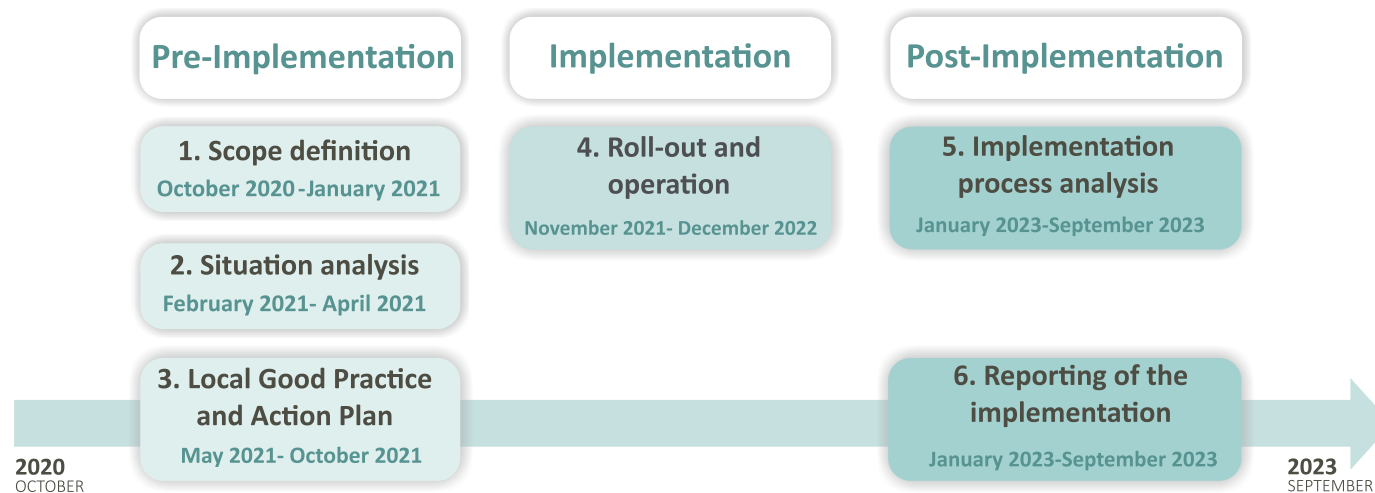 Pre-Implementation
Implementation
Post-Implementation
1. Scope definition
October 2020-January 2021
2. Situation analysis
February 2021- April 2021
3. Local Good Practice
and Action Plan
May 2021- October 2021
4. Roll-out and
operation
November 2021- December 2022
5. Implementation
process analysis
January 2023-September 2023
6. Reporting of the
implementation
January 2023-September 2023
2020
OCTOBER
2023
SEPTEMBER